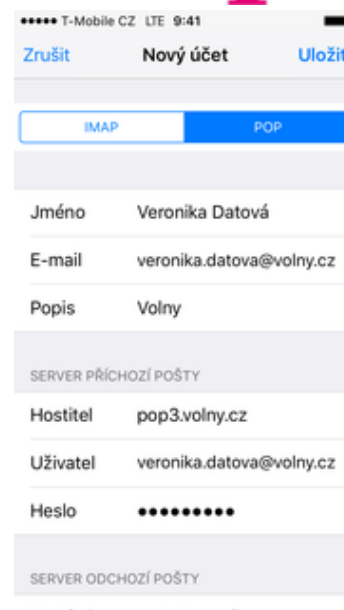 T-Mobile CZ LTE 9:41
Zrušit Nový účet Uložit
IMAP POP
Jméno Veronika Datová
E-mail veronika.datova@volny.cz
Popis Volny
SERVER PŘÍCHOZÍ POŠTY
Hostitel pop3.volny.cz
Uživatel veronika.datova@volny.cz
Heslo •••••••••
SERVER ODCHOZÍ POŠTY